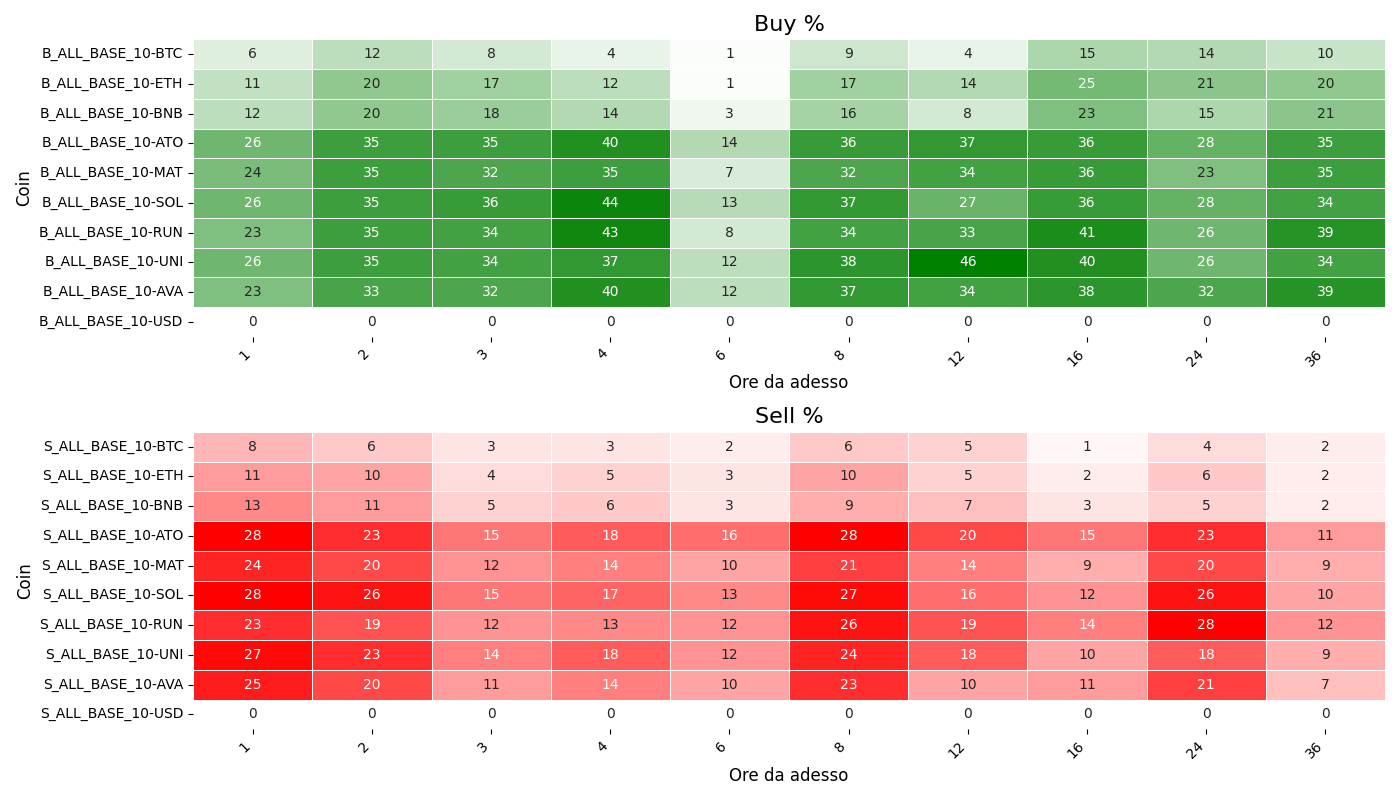 Buy %
Coin
B_ALL_BASE_10-BTC 6 12 8 4 1 9 4 15 14 10
B_ALL_BASE_10-ETH 11 20 17 12 1 17 14 25 21 20
B_ALL_BASE_10-BNB 12 20 18 14 3 16 8 23 15 21
B_ALL_BASE_10-ATO 26 35 35 40 14 36 37 36 28 35
B_ALL_BASE_10-MAT 24 35 32 35 7 32 34 36 23 35
B_ALL_BASE_10-SOL 26 35 36 44 13 37 27 36 28 34
B_ALL_BASE_10-RUN 23 35 34 43 8 34 33 41 26 39
B_ALL_BASE_10-UNI 26 35 34 37 12 38 46 40 26 34
B_ALL_BASE_10-AVA 23 33 32 40 12 37 34 38 32 39
B_ALL_BASE_10-USD 0 0 0 0 0 0 0 0 0 0
1 2 3 4 6 8 12 16 24 36
Ore da adesso
Sell %
Coin
S_ALL_BASE_10-BTC 8 6 3 3 2 6 5 1 4 2
S_ALL_BASE_10-ETH 11 10 4 5 3 10 5 2 6 2
S_ALL_BASE_10-BNB 13 11 5 6 3 9 7 3 5 2
S_ALL_BASE_10-ATO 28 23 15 18 16 28 20 15 23 11
S_ALL_BASE_10-MAT 24 20 12 14 10 21 14 9 20 9
S_ALL_BASE_10-SOL 28 26 15 17 13 27 16 12 26 10
S_ALL_BASE_10-RUN 23 19 12 13 12 26 19 14 28 12
S_ALL_BASE_10-UNI 27 23 14 18 12 24 18 10 18 9
S_ALL_BASE_10-AVA 25 20 11 14 10 23 10 11 21 7
S_ALL_BASE_10-USD 0 0 0 0 0 0 0 0 0 0
1 2 3 4 6 8 12 16 24 36
Ore da adesso